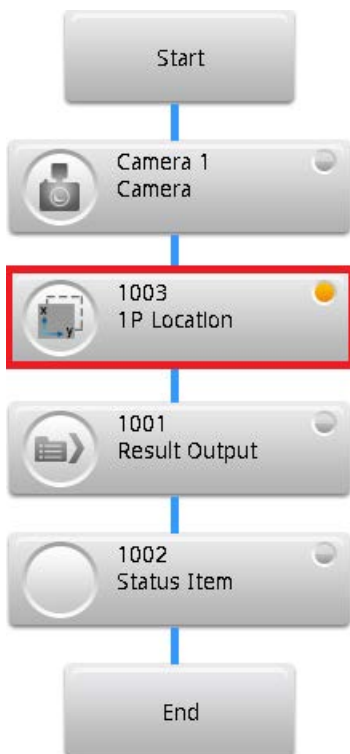 Start
Camera 1
Camera
1003
1P Location
1001
Result Output
1002
Status Item
End